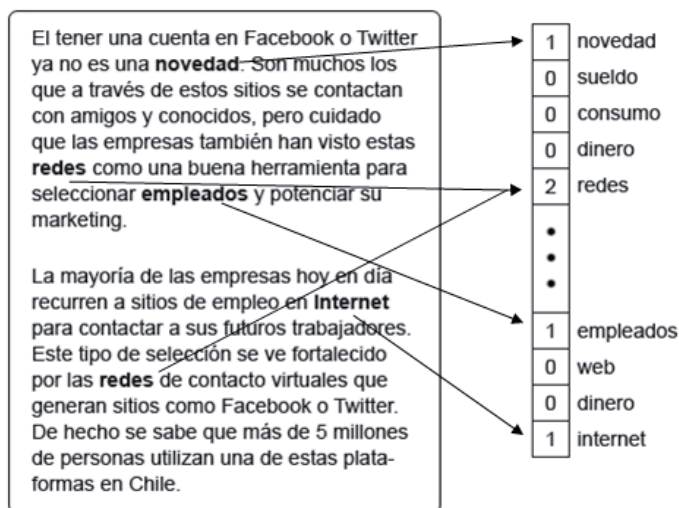 El tener una cuenta en Facebook o Twitter
ya no es una novedad. Son muchos los
que a través de estos sitios se contactan
con amigos y conocidos, pero cuidado
que las empresas también han visto estas
redes como una buena herramienta para
seleccionar empleados y potenciar su
marketing.
La mayoría de las empresas hoy en día
recurren a sitios de empleo en Internet
para contactar a sus futuros trabajadores.
Este tipo de selección se ve fortalecido
por las redes de contacto virtuales que
generan sitios como Facebook o Twitter.
De hecho se sabe que más de 5 millones
de personas utilizan una de estas plata-
formas en Chile.
1 novedad
0 sueldo
0 consumo
0 dinero
2 redes
1 empleados
0 web
0 dinero
1 internet